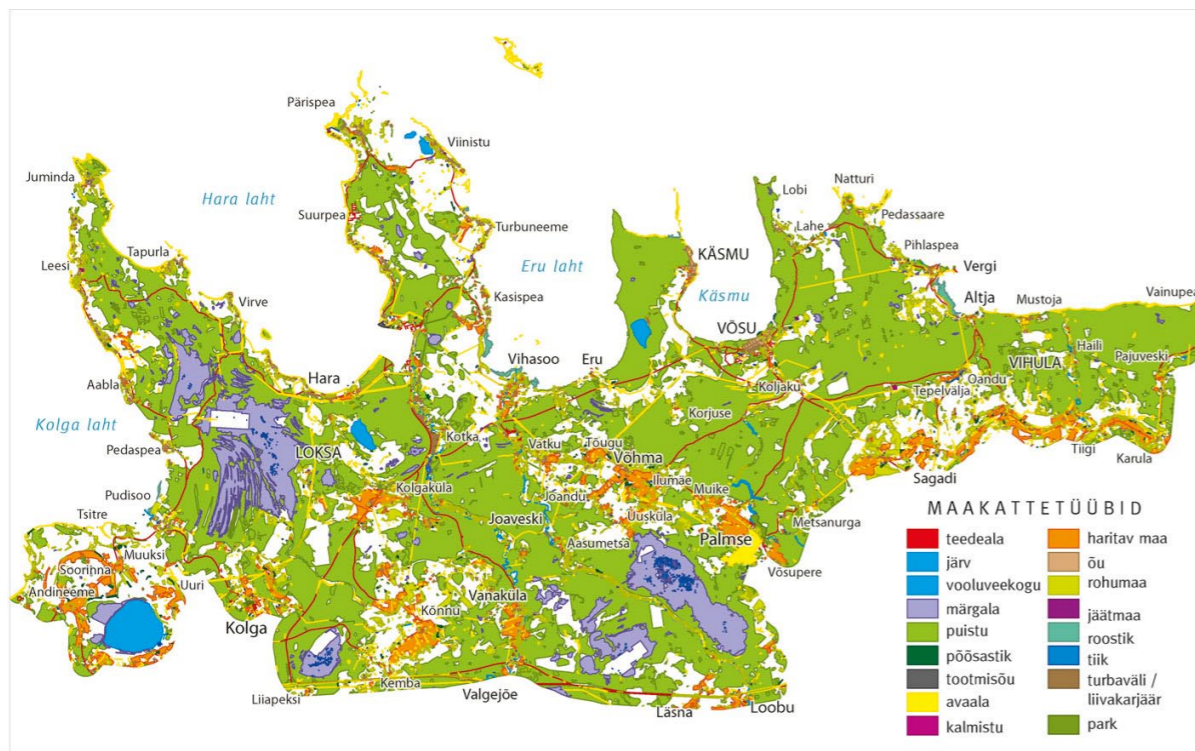 Pärispea
Viinistu
Juminda
Hara laht
Natturi
Lobi
Suurpea
Pedassaare
Turbuneeme
Lahe
Tapurla
Pihlaspea
KÄSMU
Leesi
Eru laht
Vergi
Käsmu
Virve
Kasispea
Altja
Vainupea
Mustoja
VÕSU
Haili
Vihasoo
Eru
VIHULA
Pajuveski
Hara
Oandu
Aabla
Koljaku
Tepelvälja
Korjuse
Kolga laht
Kotka
Vatku
Tõugu
Pedaspea
LOKSA
Võhma
Tiigi
Karula
Ilumäe
Sagadi
Kolgaküla
Muike
Pudisoo
Joandu
Tsitre
Joaveski
Uusküla
Metsanurga
Muuksi
Palmse
Aasumetsa
Soorinna
Võsupere
Uuri
Andineeme
Kõnnu
Vanaküla
Kolga
Kemba
Liiapeksi
Valgejõe
Läsna
Loobu
MAAKATTETÜÜBID
teedeala
järv
vooluveekogu
märgala
puistu
põõsastik
tootmisõu
avaala
kalmistu
haritav maa
õu
rohumaa
jäätmaa
roostik
tiik
turbaväli /
liivakarjäär
park